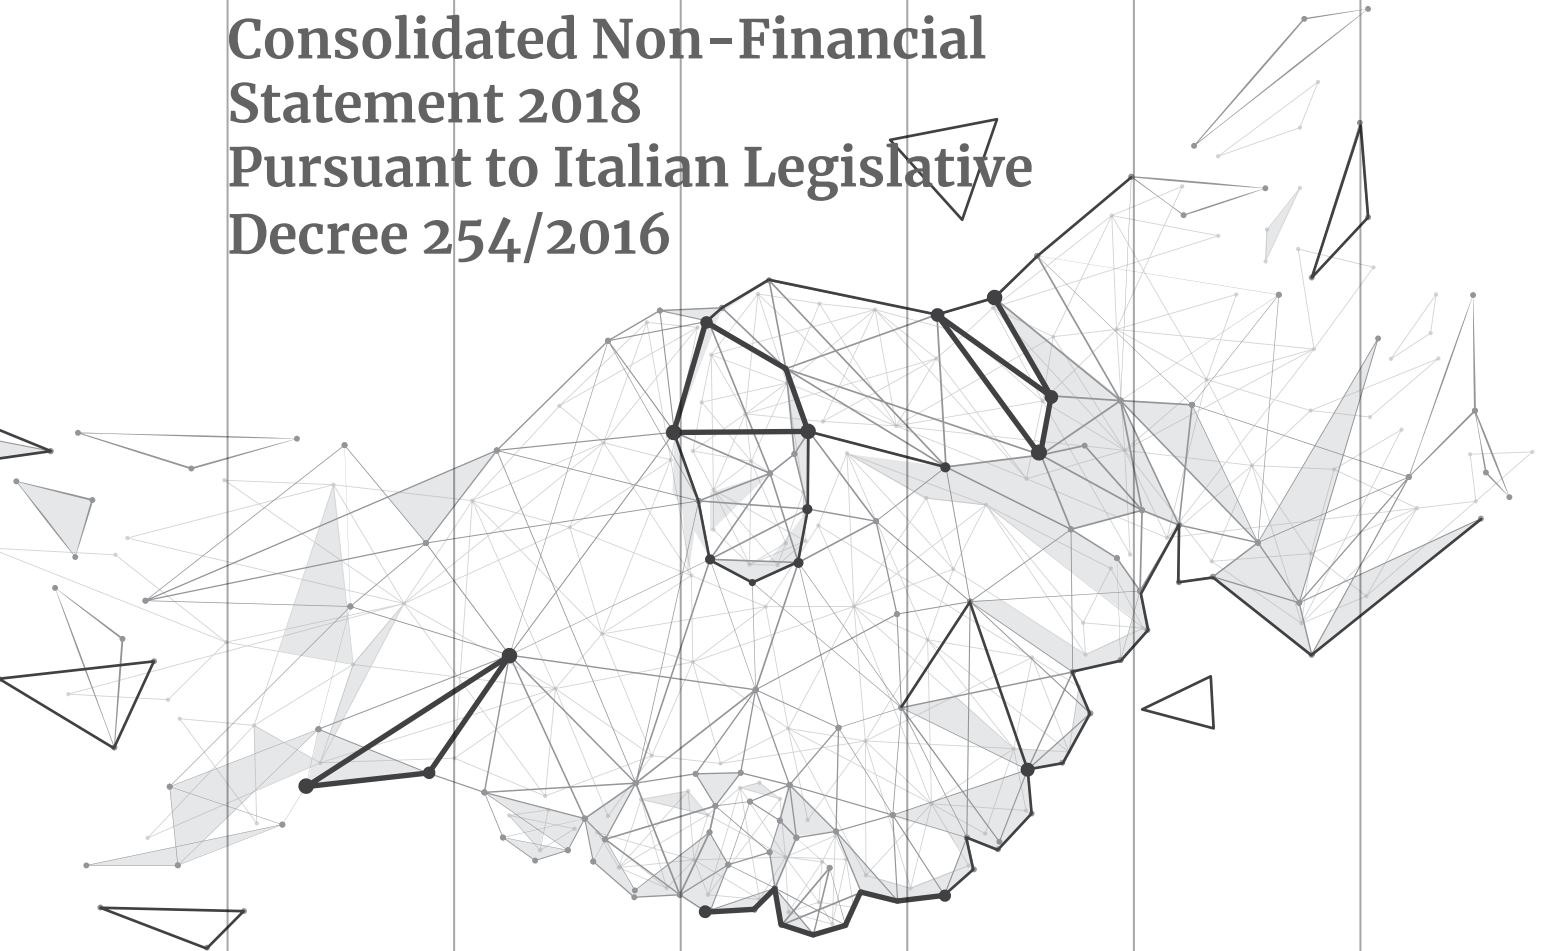 Consolidated Non-Financial
Statement 2018
Pursuant to Italian Legislative
Decree 254/2016